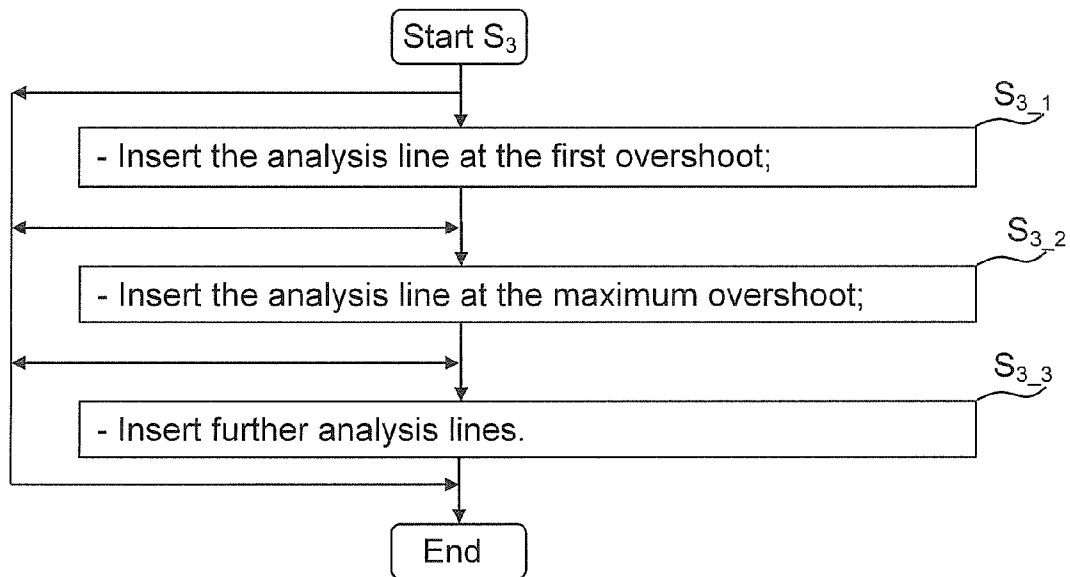 Start S₃
S₃_₁
- Insert the analysis line at the first overshoot;
S₃_₂
- Insert the analysis line at the maximum overshoot;
S₃_₃
- Insert further analysis lines.
End